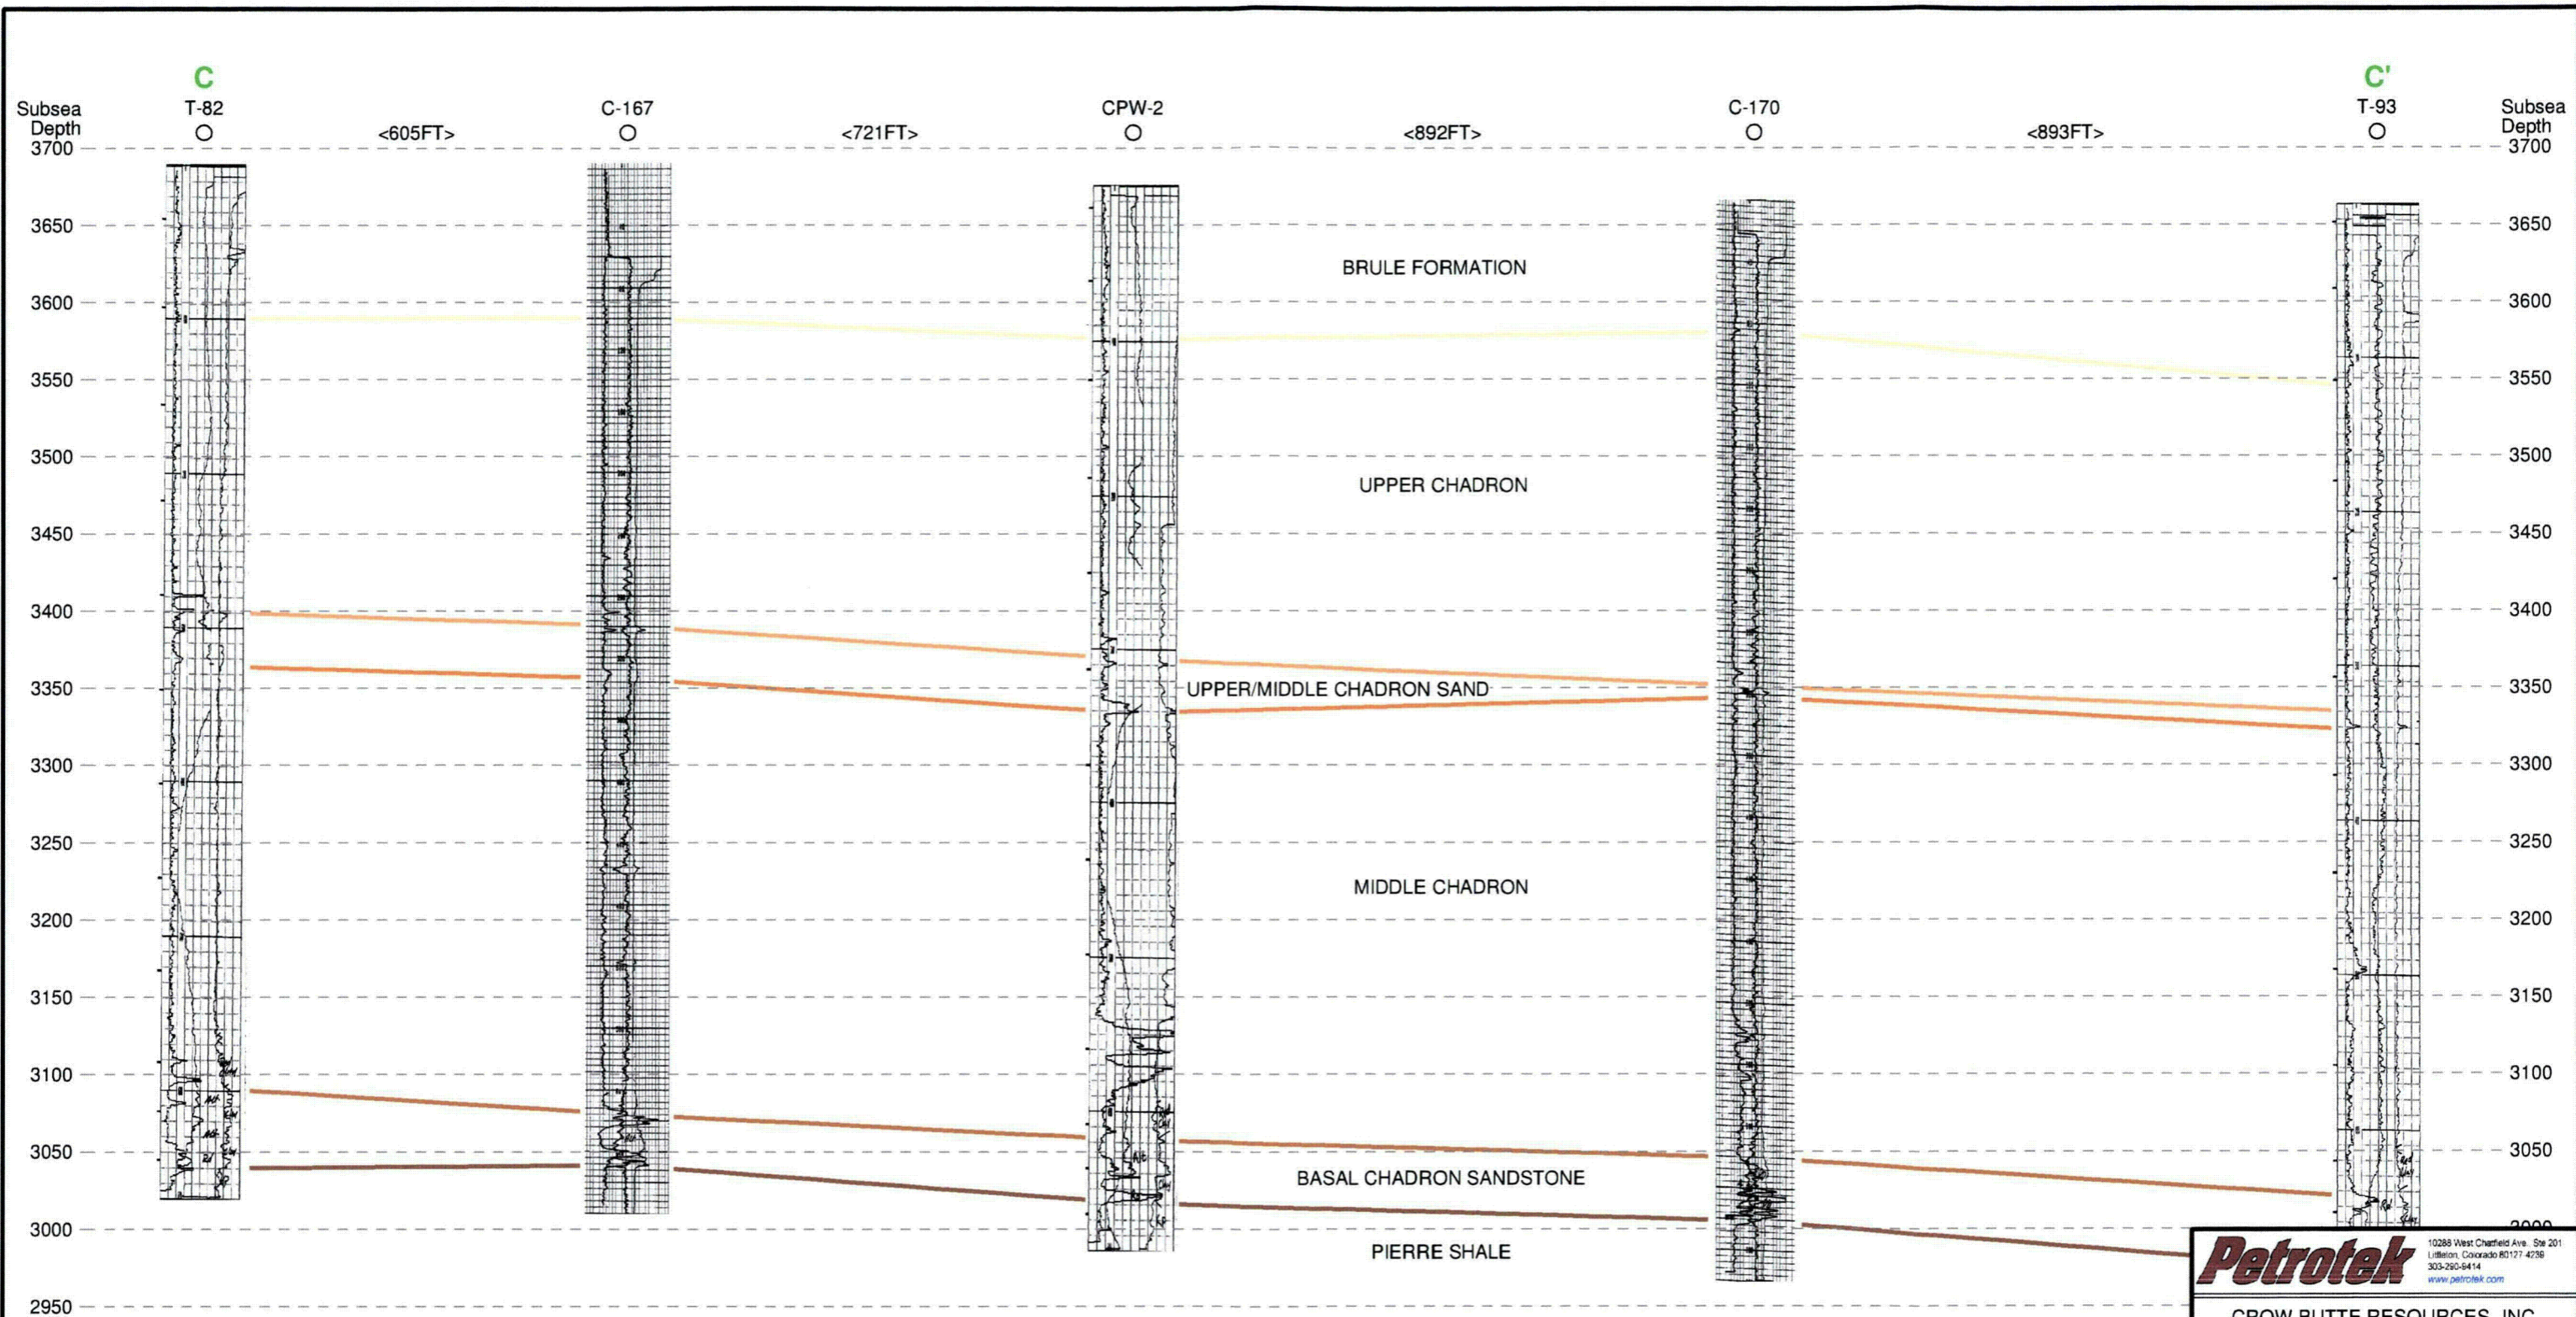 C
C'
Subsea
Depth
T-82
C-167
CPW-2
C-170
T-93
Subsea
Depth
<605FT>
<721FT>
<892FT>
<893FT>
3700
3700
3650
3650
BRULE FORMATION
3600
3600
3550
3550
3500
3500
UPPER CHADRON
3450
3450
3400
3400
3350
3350
UPPER/MIDDLE CHADRON SAND
3300
3300
3250
3250
MIDDLE CHADRON
3200
3200
3150
3150
3100
3100
3050
3050
BASAL CHADRON SANDSTONE
3000
3000
PIERRE SHALE
2950
Petrotek
10288 West Chatfield Ave., Ste 201
Littleton, Colorado 80127-4239
303-290-9414
www.petrotek.com
CROW BUTTE RESOURCES, INC.